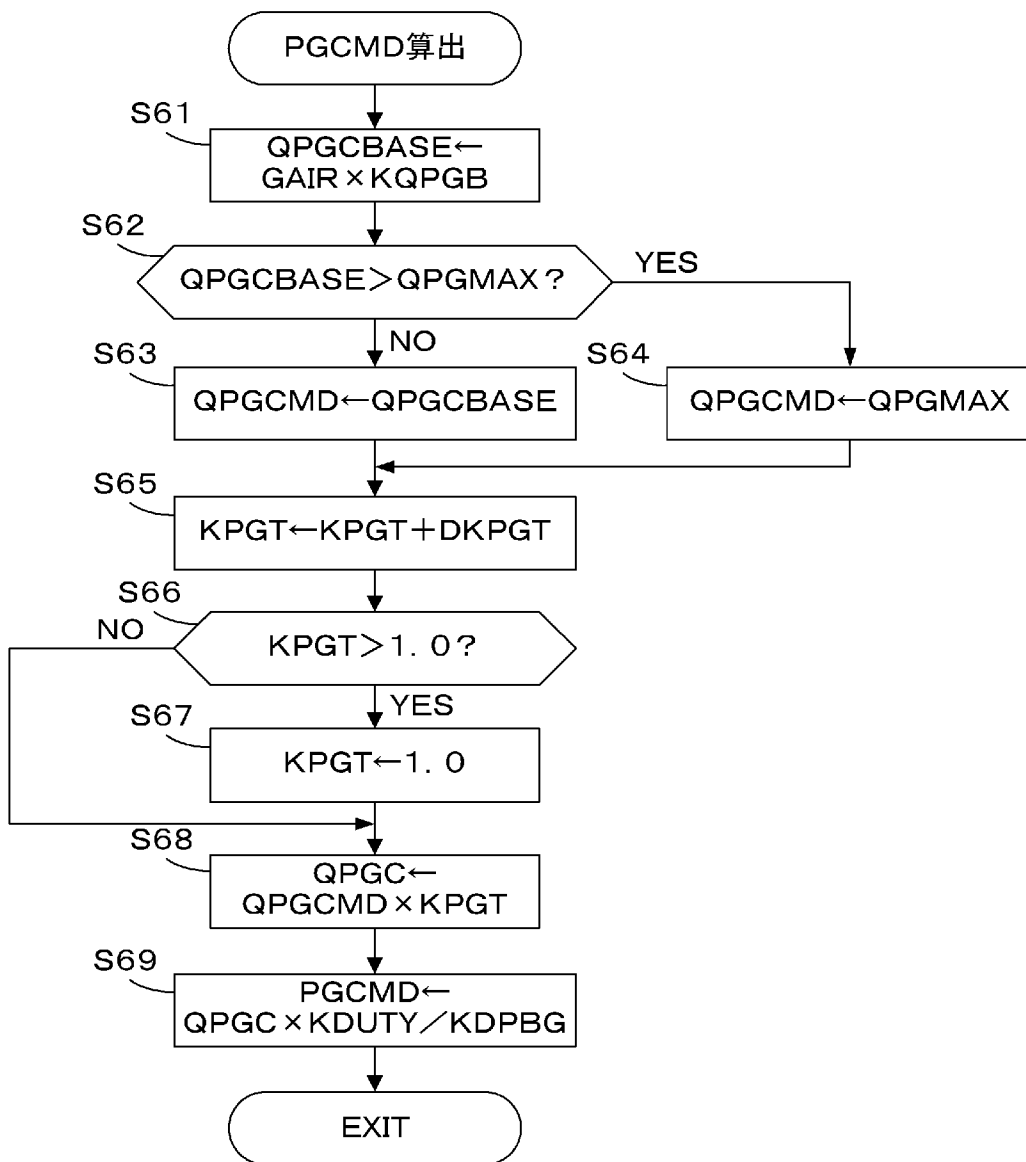 PGCMD算出
S61
QPGCBASE←
GAIR×KQPGB
S62
QPGCBASE>QPGMAX?
YES
NO
S63
QPGCMD←QPGCBASE
S64
QPGCMD←QPGMAX
S65
KPGT←KPGT+DKPGT
S66
NO
KPGT>1.0?
YES
S67
KPGT←1.0
S68
QPGC←
QPGCMD×KPGT
S69
PGCMD←
QPGC×KDUTY/KDPBG
EXIT